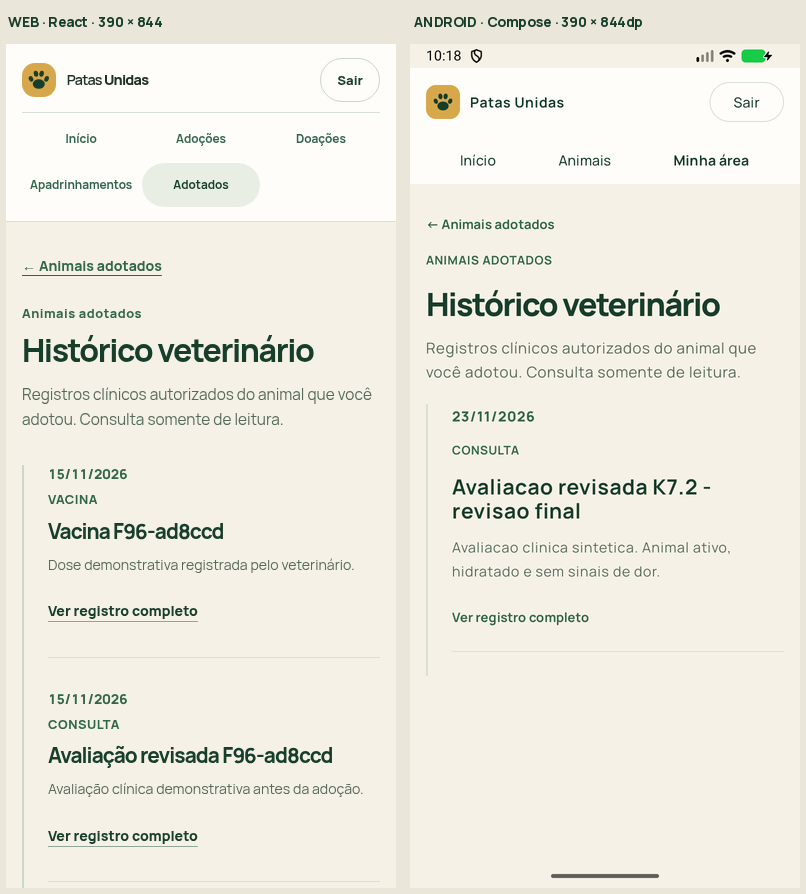 WEB · React · 390 × 844
Patas Unidas
Sair
Início
Adoções
Doações
Apadrinhamentos
Adotados
← Animais adotados
Animais adotados
Histórico veterinário
Registros clínicos autorizados do animal que você
adotou. Consulta somente de leitura.
15/11/2026
VACINA
Vacina F96-ad8ccd
Dose demonstrativa registrada pelo veterinário.
Ver registro completo
15/11/2026
CONSULTA
Avaliação revisada F96-ad8ccd
Avaliação clínica demonstrativa antes da adoção.
Ver registro completo
ANDROID · Compose · 390 × 844dp
10:18
Patas Unidas
Sair
Início
Animais
Minha área
← Animais adotados
ANIMAIS ADOTADOS
Histórico veterinário
Registros clínicos autorizados do animal que
você adotou. Consulta somente de leitura.
23/11/2026
CONSULTA
Avaliacao revisada K7.2 -
revisao final
Avaliacao clinica sintetica. Animal ativo,
hidratado e sem sinais de dor.
Ver registro completo